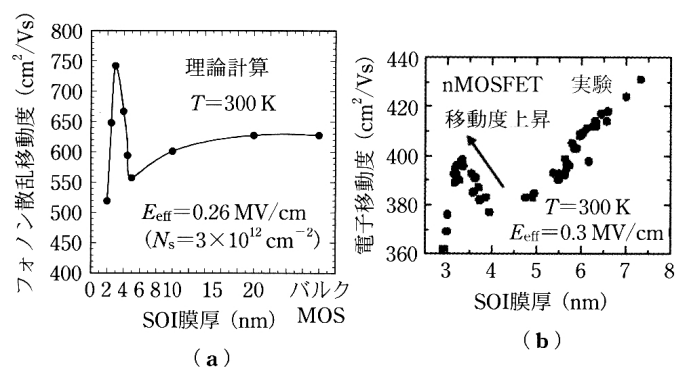 フォノン散乱移動度 (cm²/Vs)
800
750
700
650
600
550
500
450
400
理論計算
T=300 K
E_eff=0.26 MV/cm
(N_s=3×10¹² cm⁻²)
0 2 4 6 8 10 15 20 バルク
MOS
SOI膜厚 (nm)
(a)
電子移動度 (cm²/Vs)
440
420
400
380
360
nMOSFET 実験
移動度上昇
T=300 K
E_eff=0.3 MV/cm
3 4 5 6 7 8
SOI膜厚 (nm)
(b)